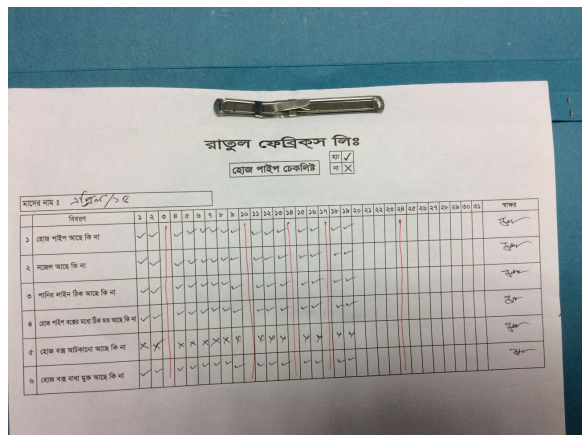 রাতুল ফেব্রিক্স লিঃ
হোজ পাইপ চেকলিষ্ট
হ্যা ✓
না X
মাসের নাম : এপ্রিল/১৫
বিবরণ ১ ২ ৩ ৪ ৫ ৬ ৭ ৮ ৯ ১০ ১১ ১২ ১৩ ১৪ ১৫ ১৬ ১৭ ১৮ ১৯ ২০ ২১ ২২ ২৩ ২৪ ২৫ ২৬ ২৭ ২৮ ২৯ ৩০ ৩১ স্বাক্ষর
১ হোজ পাইপ আছে কি না
২ নজেল আছে কি না
৩ পানির লাইন ঠিক আছে কি না
৪ হোজ পাইপ বক্সের মধ্যে ঠিক মত আছে কি না
৫ হোজ বক্স আটকানো আছে কি না
৬ হোজ বক্স বাধা মুক্ত আছে কি না